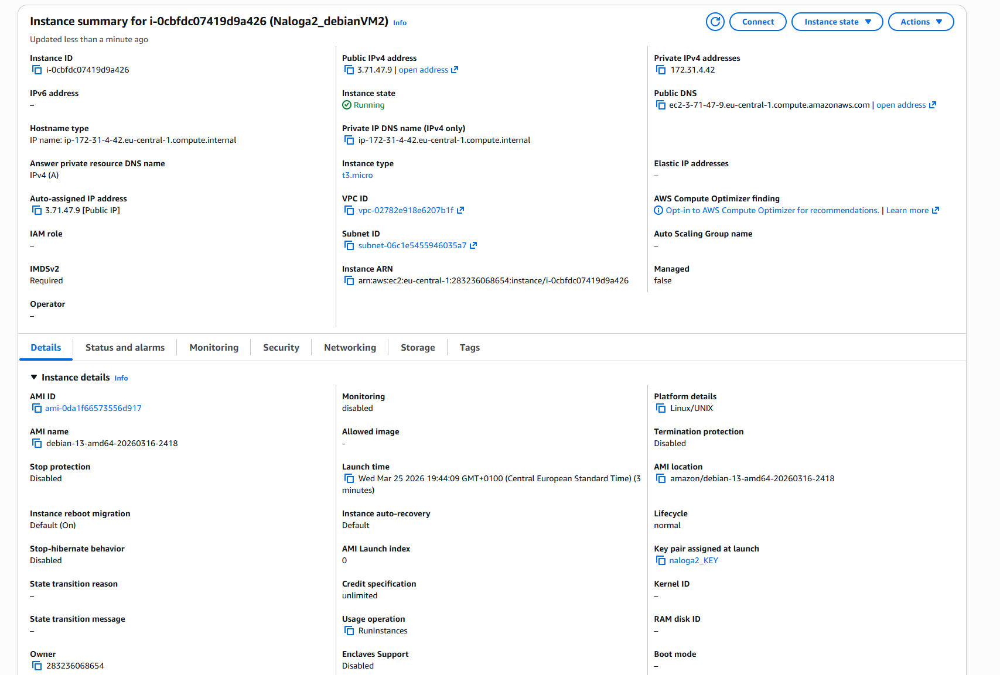 Instance summary for i-0cbfdc07419d9a426 (Naloga2_debianVM2) Info
Connect
Instance state
Actions
Updated less than a minute ago
Instance ID
i-0cbfdc07419d9a426
Public IPv4 address
3.71.47.9 | open address
Private IPv4 addresses
172.31.4.42
IPv6 address
–
Instance state
Running
Public DNS
ec2-3-71-47-9.eu-central-1.compute.amazonaws.com | open address
Hostname type
IP name: ip-172-31-4-42.eu-central-1.compute.internal
Private IP DNS name (IPv4 only)
ip-172-31-4-42.eu-central-1.compute.internal
Answer private resource DNS name
IPv4 (A)
Instance type
t3.micro
Elastic IP addresses
–
Auto-assigned IP address
3.71.47.9 [Public IP]
VPC ID
vpc-02782e918e6207b1f
AWS Compute Optimizer finding
Opt-in to AWS Compute Optimizer for recommendations. | Learn more
IAM role
–
Subnet ID
subnet-06c1e5455946035a7
Auto Scaling Group name
–
IMDSv2
Required
Instance ARN
arn:aws:ec2:eu-central-1:283236068654:instance/i-0cbfdc07419d9a426
Managed
false
Operator
–
Details
Status and alarms
Monitoring
Security
Networking
Storage
Tags
Instance details Info
AMI ID
ami-0da1f66573556d917
Monitoring
disabled
Platform details
Linux/UNIX
AMI name
debian-13-amd64-20260316-2418
Allowed image
-
Termination protection
Disabled
Stop protection
Disabled
Launch time
Wed Mar 25 2026 19:44:09 GMT+0100 (Central European Standard Time) (3
minutes)
AMI location
amazon/debian-13-amd64-20260316-2418
Instance reboot migration
Default (On)
Instance auto-recovery
Default
Lifecycle
normal
Stop-hibernate behavior
Disabled
AMI Launch index
0
Key pair assigned at launch
naloga2_KEY
State transition reason
–
Credit specification
unlimited
Kernel ID
–
State transition message
–
Usage operation
RunInstances
RAM disk ID
–
Owner
283236068654
Enclaves Support
Disabled
Boot mode
–